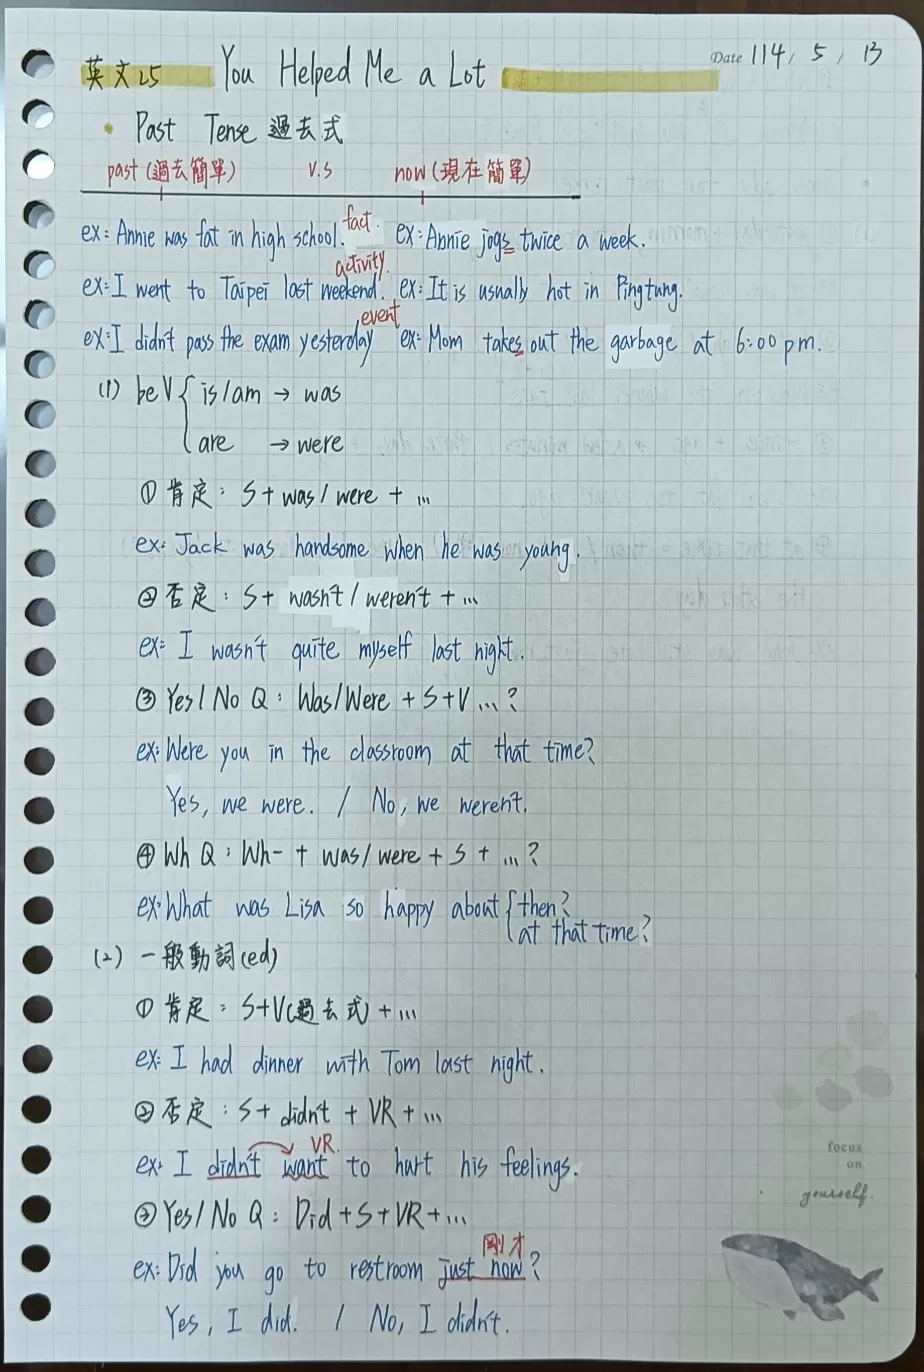 英文L5 You Helped Me a Lot Date 114/5/13
• Past Tense 過去式
past (過去簡單) v.s now (現在簡單)
ex: Annie was fat in high school. fact. ex: Annie jogs twice a week.
ex: I went to Taipei last weekend. activity. ex: It is usually hot in Pingtung.
ex: I didn't pass the exam yesterday event ex: Mom takes out the garbage at 6:00 pm.
(1) beV { is/am → was
are → were
① 肯定: S + was/were + ...
ex: Jack was handsome when he was young.
② 否定: S + wasn't/weren't + ...
ex: I wasn't quite myself last night.
③ Yes/No Q: Was/Were + S+V ...?
ex: Were you in the classroom at that time?
Yes, we were. / No, we weren't.
④ Wh Q: Wh- + was/were + S + ...?
ex: What was Lisa so happy about { then?
at that time?
(2) 一般動詞(ed)
① 肯定: S+V(過去式) + ...
ex: I had dinner with Tom last night.
② 否定: S + didn't + VR + ...
VR.
ex: I didn't want to hurt his feelings.
③ Yes/No Q: Did+S+VR+...
剛才
ex: Did you go to restroom just now?
Yes, I did. / No, I didn't.
focus
on
yourself.